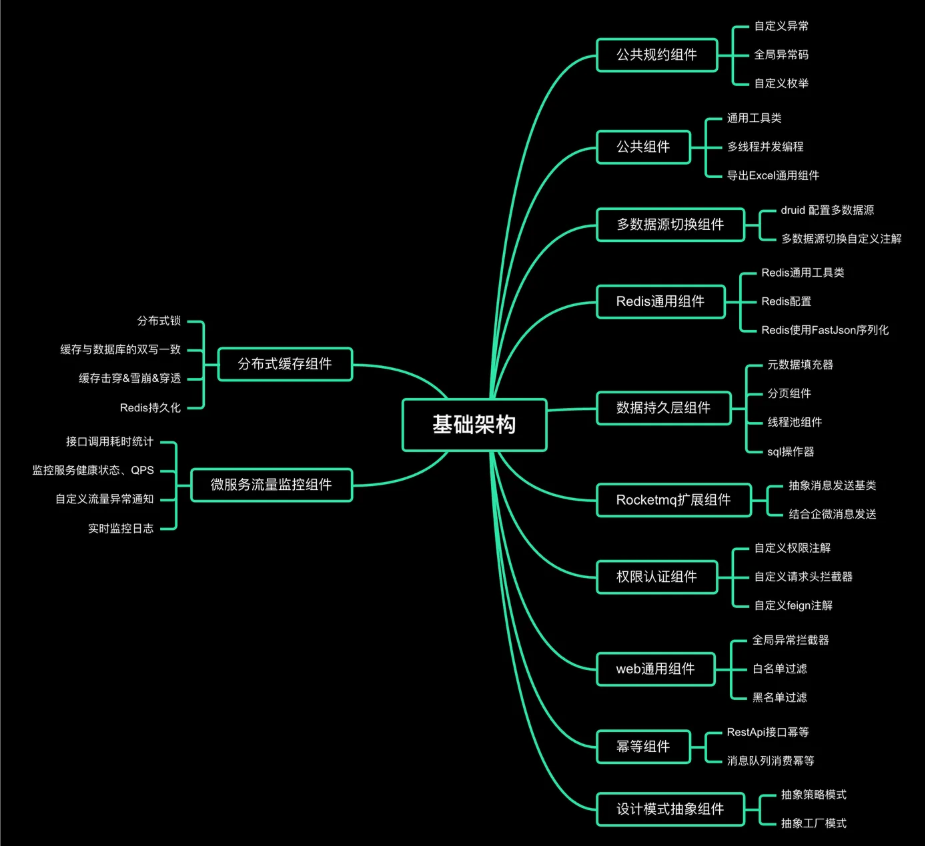 基础架构
公共规约组件
自定义异常
全局异常码
自定义枚举
公共组件
通用工具类
多线程并发编程
导出Excel通用组件
多数据源切换组件
druid 配置多数据源
多数据源切换自定义注解
Redis通用组件
Redis通用工具类
Redis配置
Redis使用FastJson序列化
数据持久层组件
元数据填充器
分页组件
线程池组件
sql操作器
Rocketmq扩展组件
抽象消息发送基类
结合企微消息发送
权限认证组件
自定义权限注解
自定义请求头拦截器
自定义feign注解
web通用组件
全局异常拦截器
白名单过滤
黑名单过滤
幂等组件
RestApi接口幂等
消息队列消费幂等
设计模式抽象组件
抽象策略模式
抽象工厂模式
分布式缓存组件
分布式锁
缓存与数据库的双写一致
缓存击穿&雪崩&穿透
Redis持久化
微服务流量监控组件
接口调用耗时统计
监控服务健康状态、QPS
自定义流量异常通知
实时监控日志